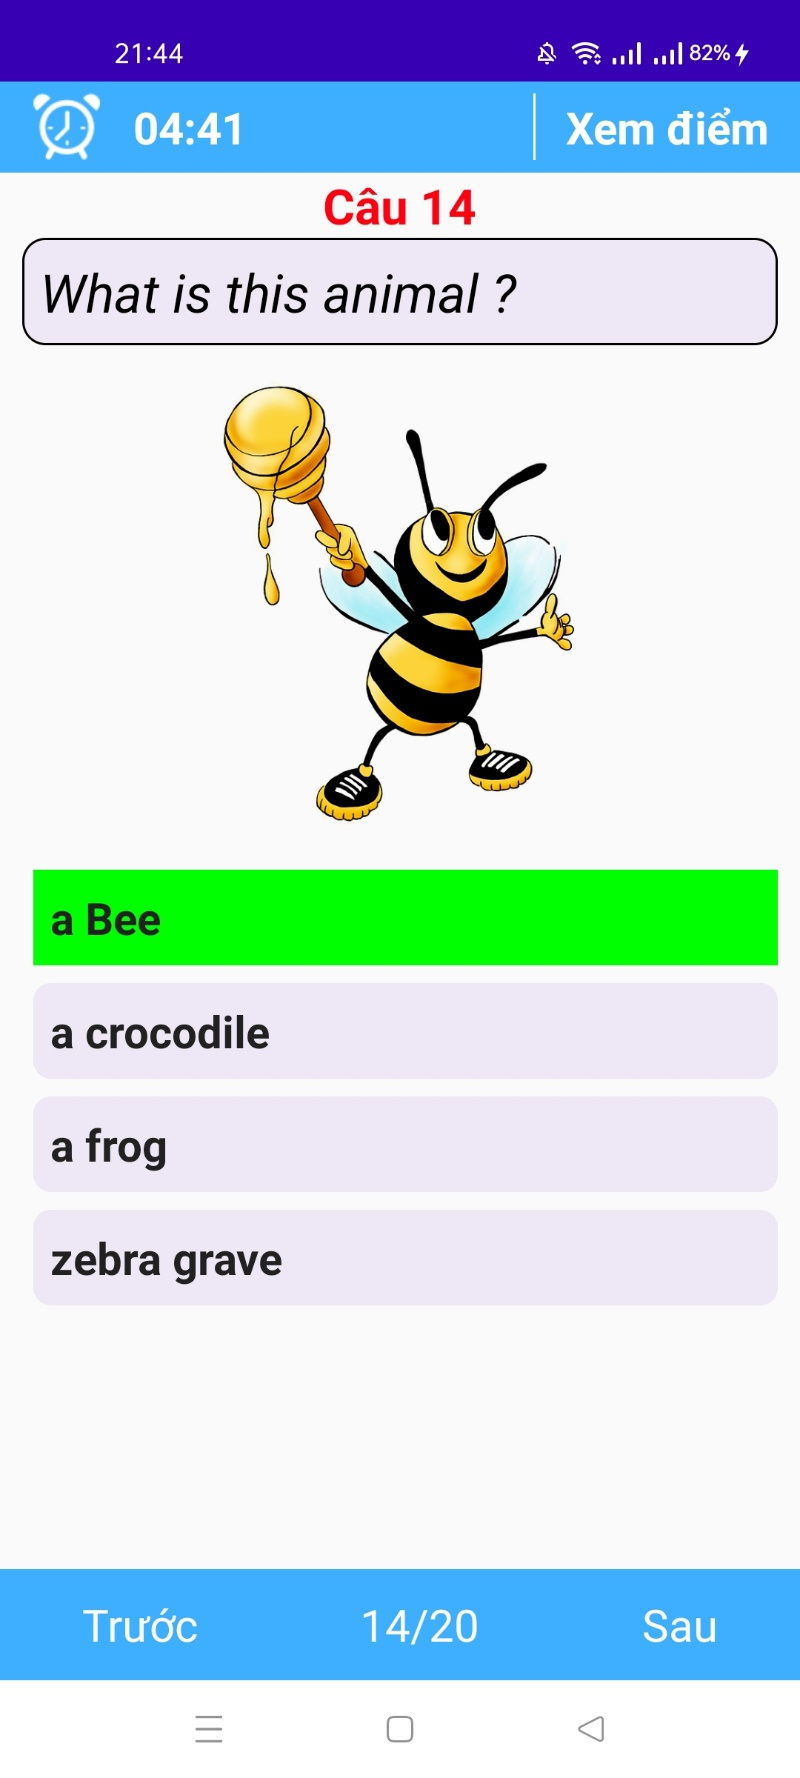 21:44 82%
04:41 Xem điểm
Câu 14
What is this animal ?
a Bee
a crocodile
a frog
zebra grave
Trước 14/20 Sau